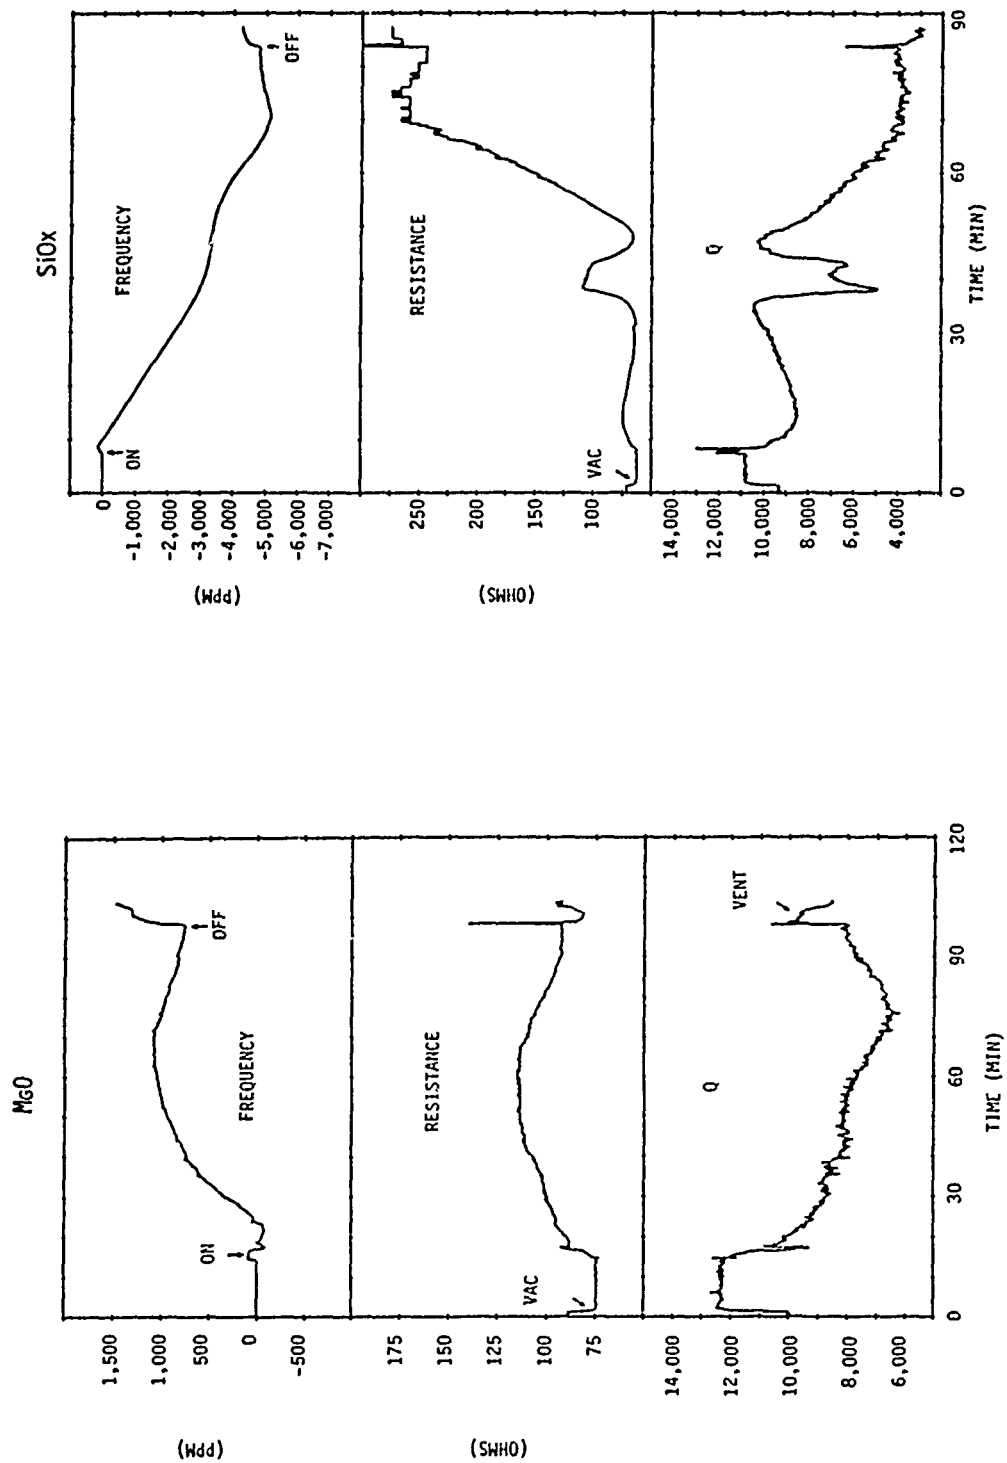 MgO
(PPM)
1,500
1,000
500
0
-500
ON
FREQUENCY
OFF
(OHMS)
175
150
125
100
75
VAC
RESISTANCE
14,000
12,000
10,000
8,000
6,000
Q
VENT
0
30
60
90
120
TIME (MIN)
SiOx
(PPM)
0
-1,000
-2,000
-3,000
-4,000
-5,000
-6,000
-7,000
ON
FREQUENCY
OFF
(OHMS)
250
200
150
100
VAC
RESISTANCE
14,000
12,000
10,000
8,000
6,000
4,000
Q
0
30
60
90
TIME (MIN)